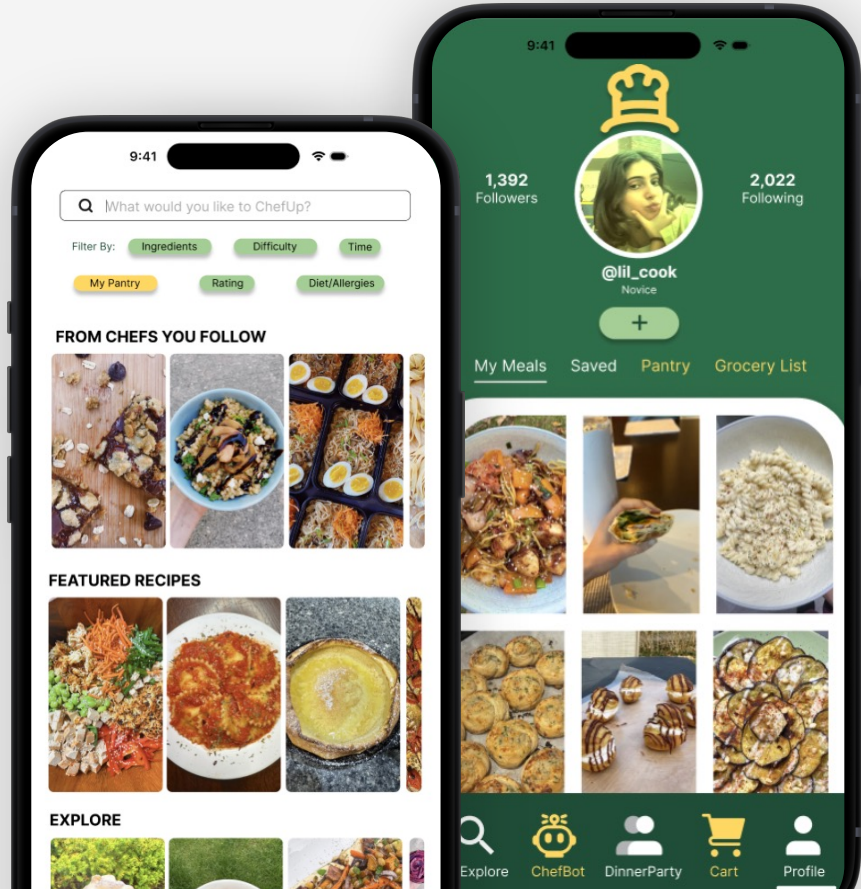 9:41
What would you like to ChefUp?
Filter By: Ingredients Difficulty Time
My Pantry Rating Diet/Allergies
FROM CHEFS YOU FOLLOW
FEATURED RECIPES
EXPLORE
9:41
1,392
Followers
2,022
Following
@lil_cook
Novice
+
My Meals Saved Pantry Grocery List
Explore ChefBot DinnerParty Cart Profile